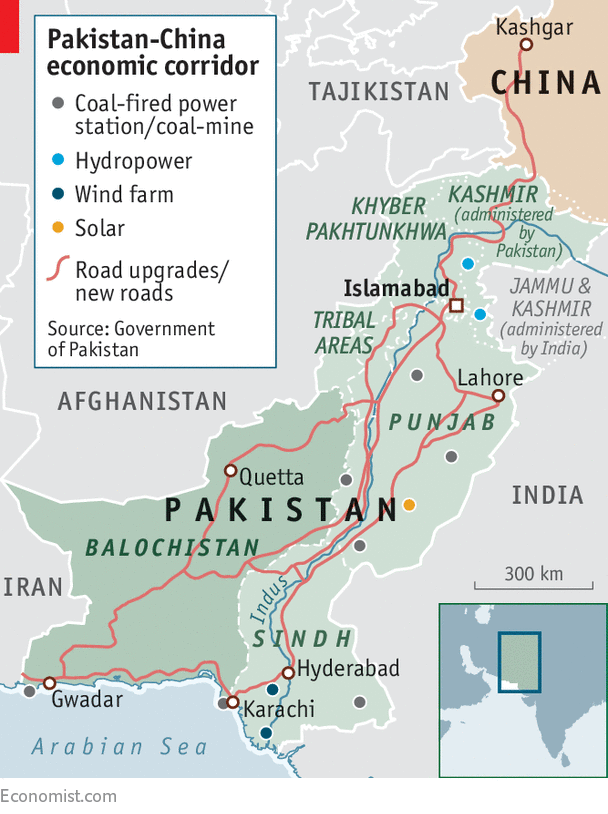 Pakistan-China
economic corridor
Coal-fired power
station/coal-mine
Hydropower
Wind farm
Solar
Road upgrades/
new roads
Source: Government
of Pakistan
Kashgar
CHINA
TAJIKISTAN
KASHMIR
(administered
by
Pakistan)
KHYBER
PAKHTUNKHWA
Islamabad
JAMMU &
KASHMIR
(administered
by India)
TRIBAL
AREAS
Lahore
AFGHANISTAN
PUNJAB
Quetta
INDIA
PAKISTAN
BALOCHISTAN
IRAN
300 km
Indus
SINDH
Hyderabad
Gwadar
Karachi
Arabian Sea
Economist.com